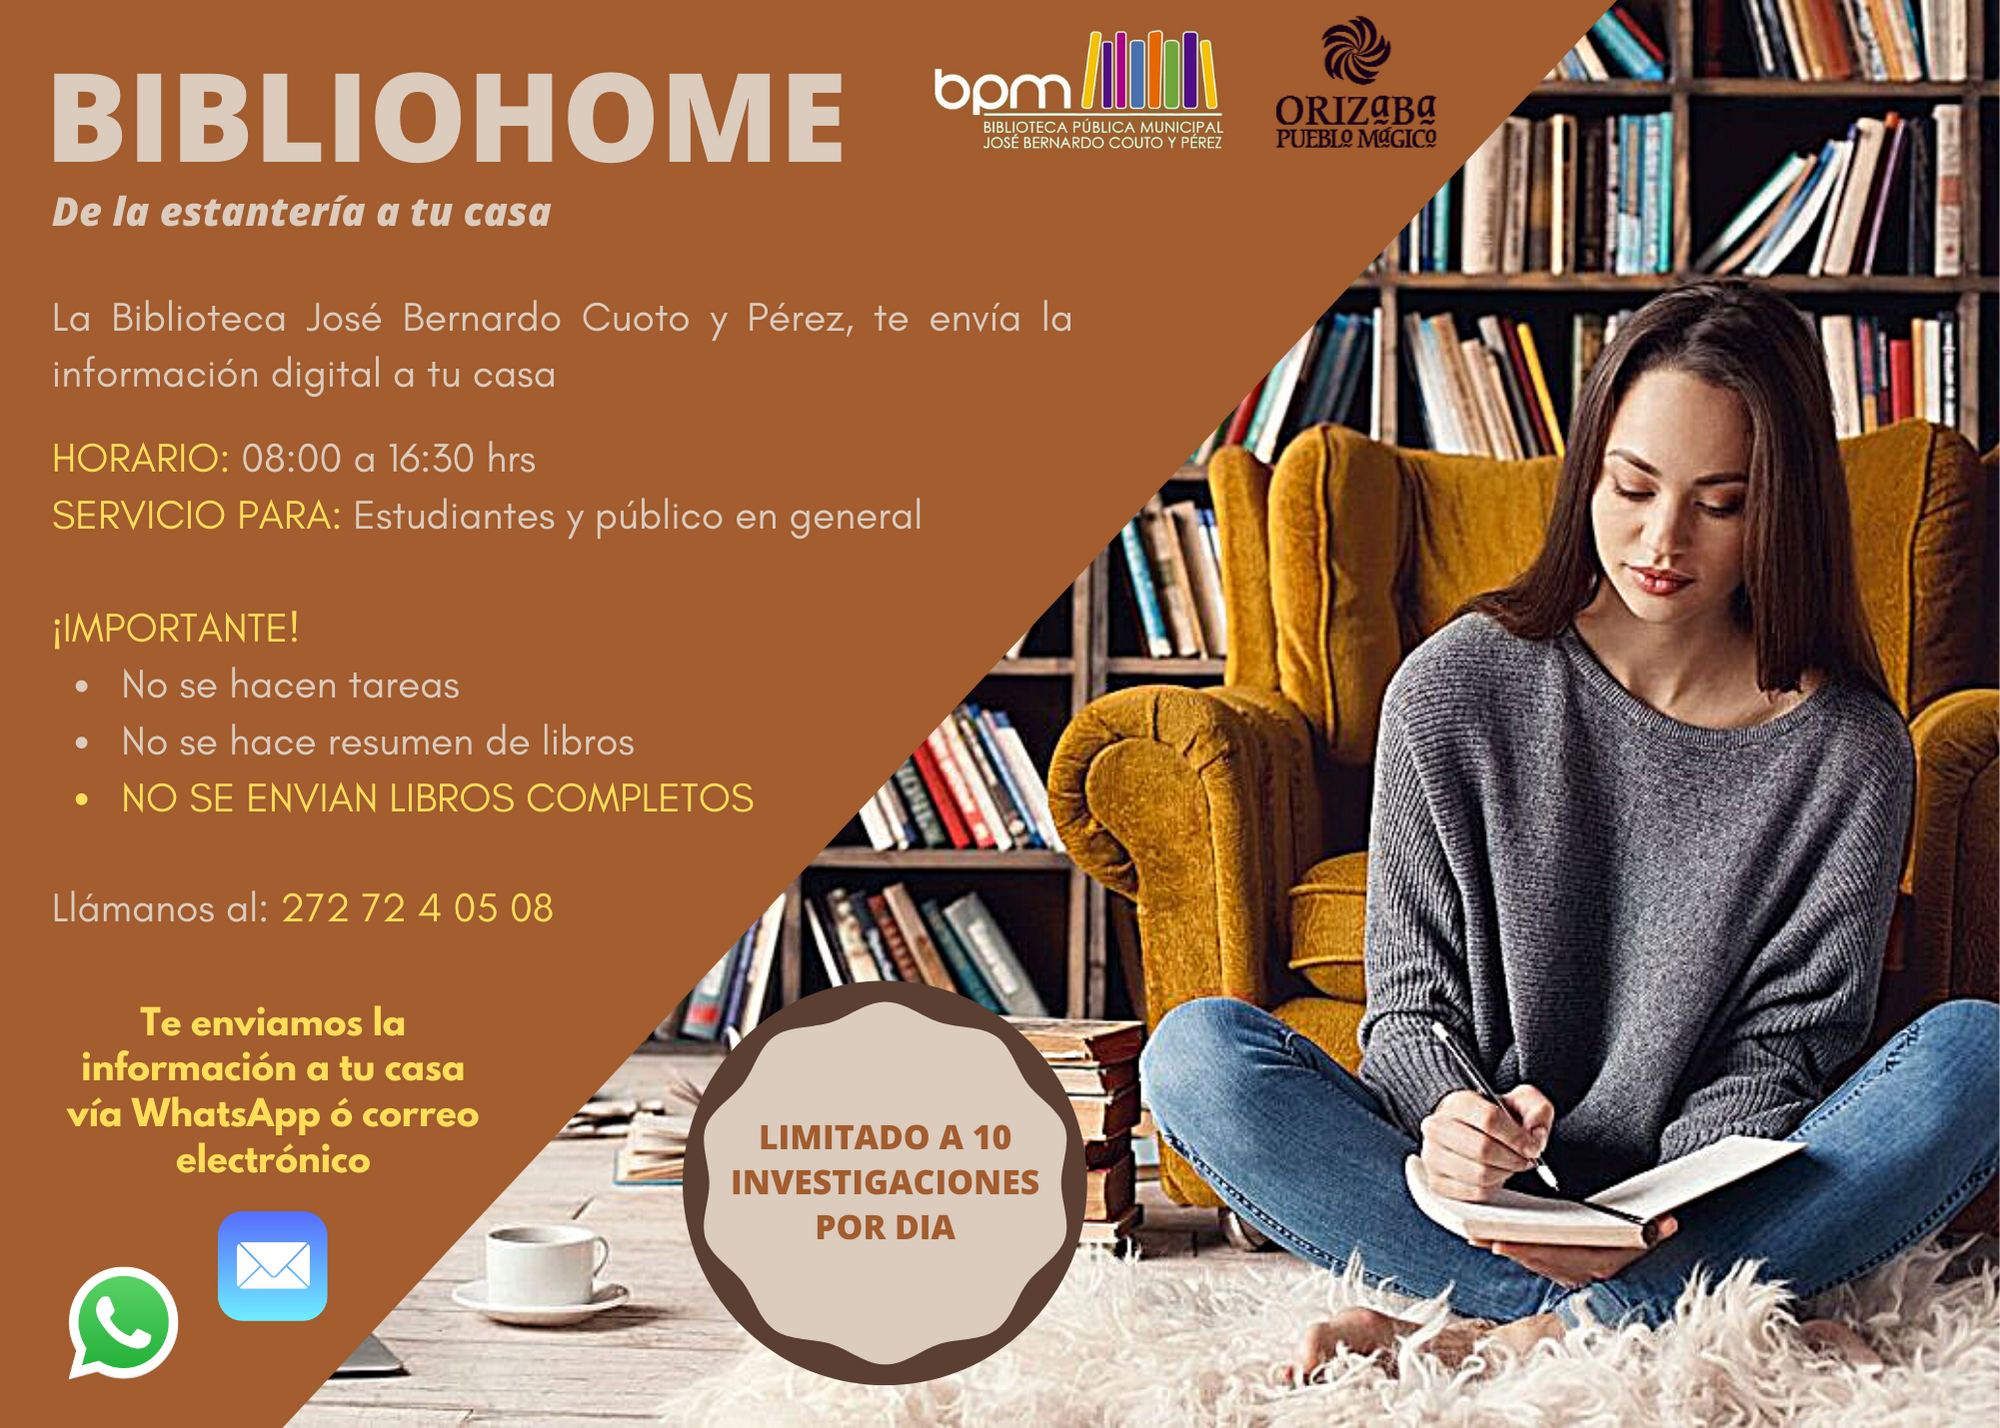 BIBLIOHOME
De la estantería a tu casa
bpm
BIBLIOTECA PÚBLICA MUNICIPAL
JOSÉ BERNARDO COUTO Y PÉREZ
ORIZABA
PUEBLO MÁGICO
La Biblioteca José Bernardo Cuoto y Pérez, te envía la
información digital a tu casa
HORARIO: 08:00 a 16:30 hrs
SERVICIO PARA: Estudiantes y público en general
¡IMPORTANTE!
• No se hacen tareas
• No se hace resumen de libros
• NO SE ENVIAN LIBROS COMPLETOS
Llámanos al: 272 72 4 05 08
Te enviamos la
información a tu casa
vía WhatsApp ó correo
electrónico
LIMITADO A 10
INVESTIGACIONES
POR DIA